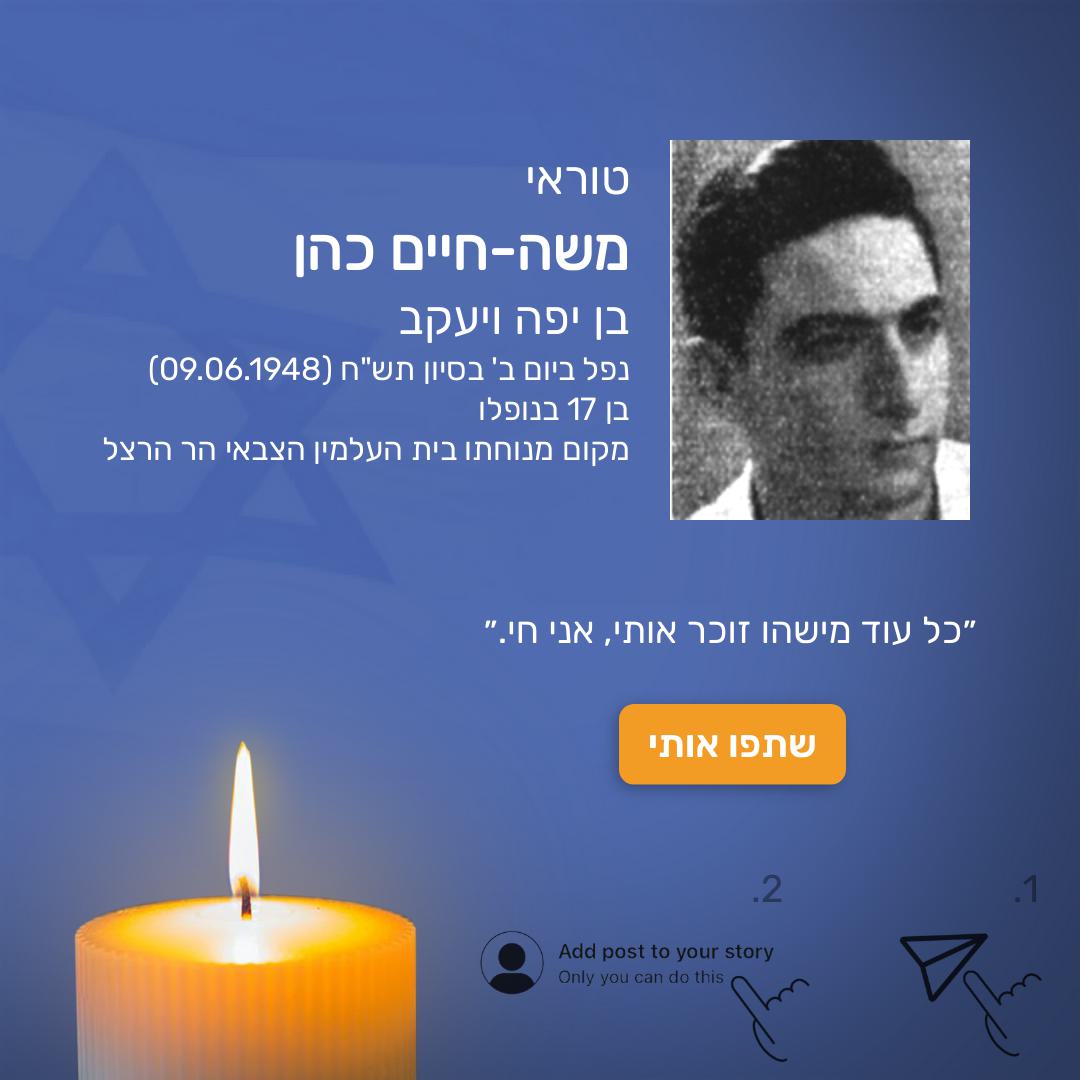 טוראי
משה-חיים כהן
בן יפה ויעקב
נפל ביום ב' בסיון תש"ח (09.06.1948)
בן 17 בנופלו
מקום מנוחתו בית העלמין הצבאי הר הרצל
״כל עוד מישהו זוכר אותי, אני חי.״
שתפו אותי
1.
2.
Add post to your story
Only you can do this